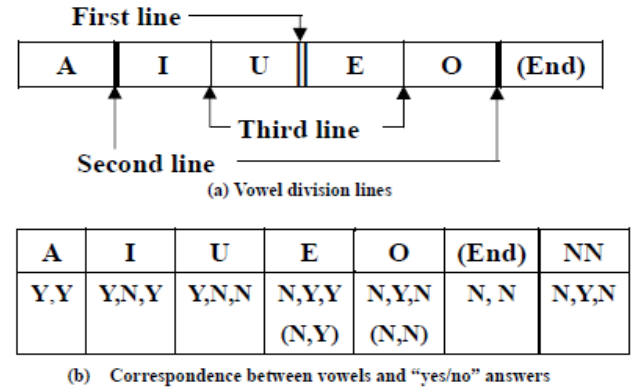 First line
A I U E O (End)
Third line
Second line
(a) Vowel division lines
A I U E O (End) NN
Y,Y Y,N,Y Y,N,N N,Y,Y N,Y,N N, N N,Y,N
(N,Y) (N,N)
(b) Correspondence between vowels and “yes/no” answers